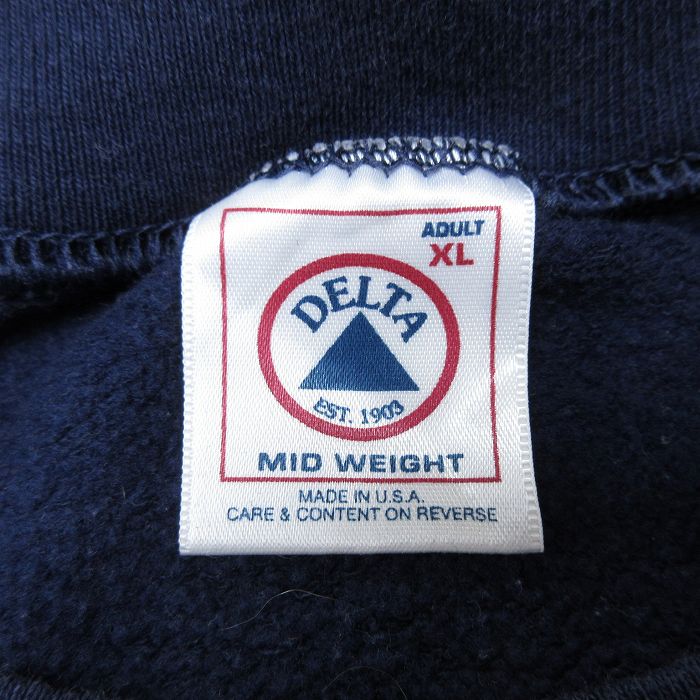 ADULT
XL
DELTA
EST. 1903
MID WEIGHT
MADE IN U.S.A.
CARE & CONTENT ON REVERSE